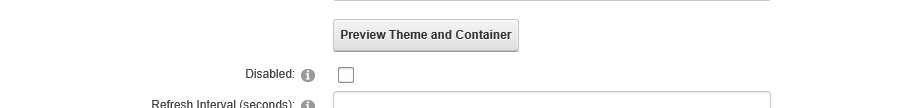 Preview Theme and Container
Disabled:
Refresh Interval (seconds):